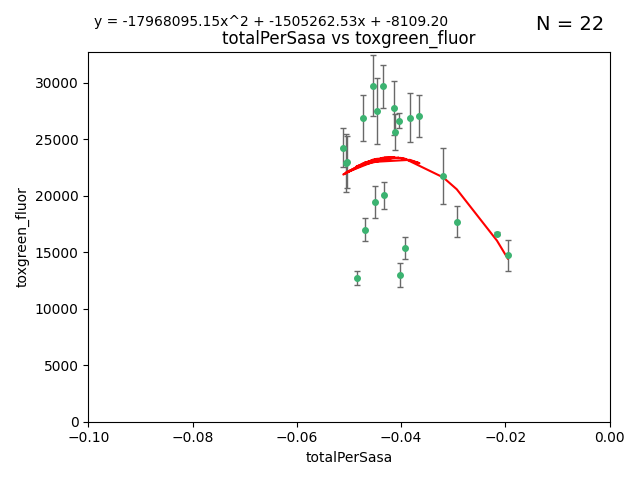 y = -17968095.15x^2 + -1505262.53x + -8109.20
N = 22
totalPerSasa vs toxgreen_fluor
30000
25000
20000
15000
10000
5000
0
toxgreen_fluor
−0.10
−0.08
−0.06
−0.04
−0.02
0.00
totalPerSasa